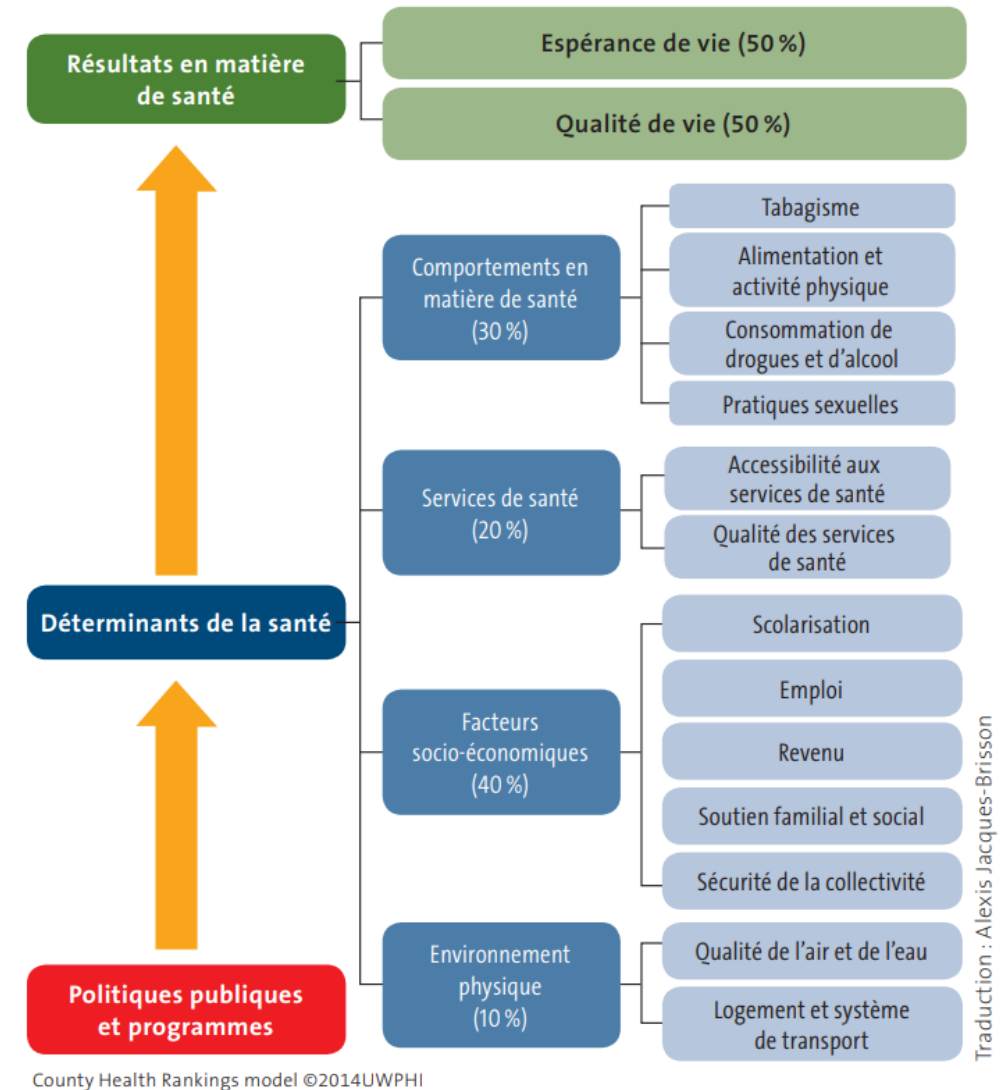 Résultats en matière
de santé
Espérance de vie (50 %)
Qualité de vie (50 %)
Déterminants de la santé
Comportements en
matière de santé
(30 %)
Tabagisme
Alimentation et
activité physique
Consommation de
drogues et d’alcool
Pratiques sexuelles
Services de santé
(20 %)
Accessibilité aux
services de santé
Qualité des services
de santé
Facteurs
socio-économiques
(40 %)
Scolarisation
Emploi
Revenu
Soutien familial et social
Sécurité de la collectivité
Environnement
physique
(10 %)
Qualité de l’air et de l’eau
Logement et système
de transport
Politiques publiques
et programmes
County Health Rankings model ©2014UWPHI
Traduction : Alexis Jacques-Brisson